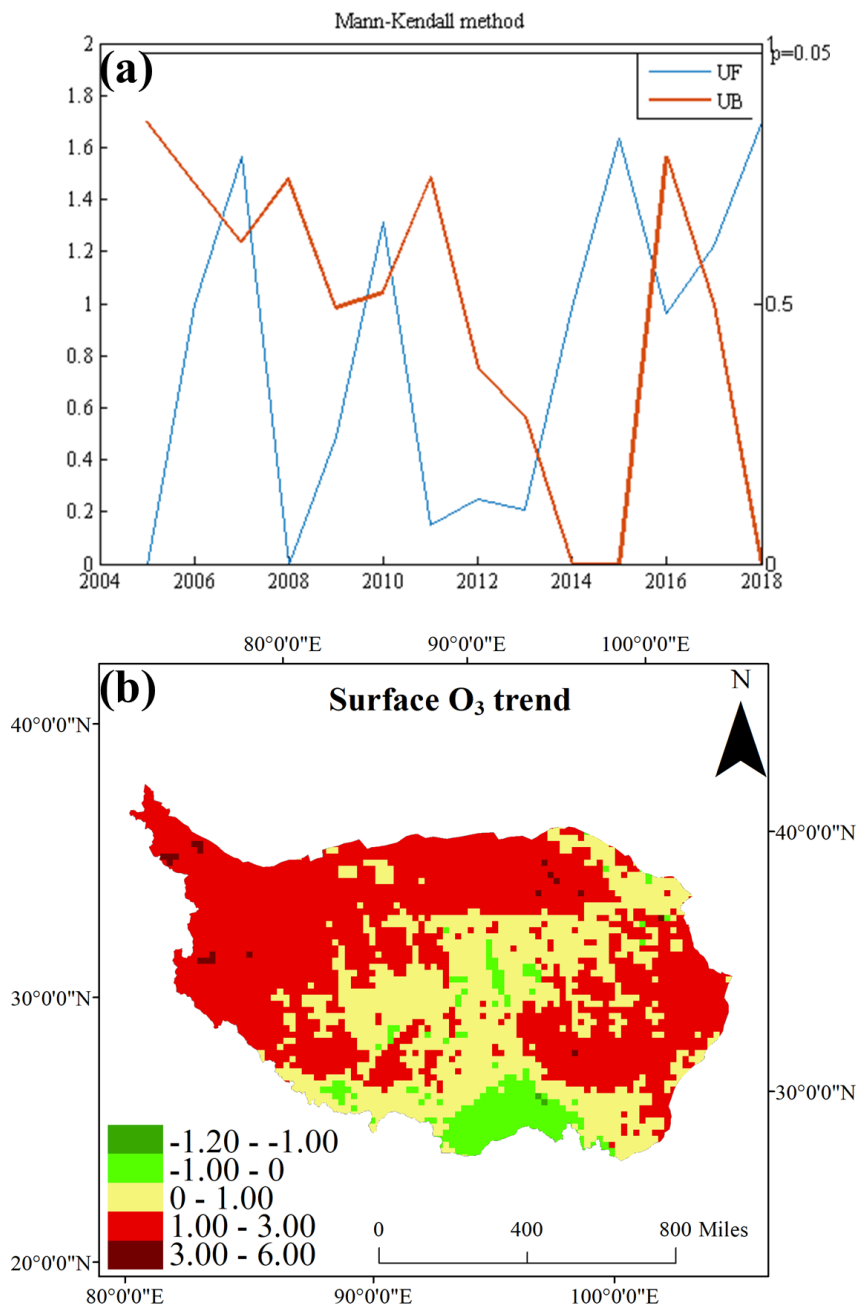 Mann-Kendall method
(a)
2
1.8
1.6
1.4
1.2
1
0.8
0.6
0.4
0.2
0
1
p=0.05
0.5
0
UF
UB
2004 2006 2008 2010 2012 2014 2016 2018
80°0'0"E 90°0'0"E 100°0'0"E
(b)
Surface O₃ trend
N
40°0'0"N
30°0'0"N
20°0'0"N
40°0'0"N
30°0'0"N
-1.20 - -1.00
-1.00 - 0
0 - 1.00
1.00 - 3.00
3.00 - 6.00
0 400 800 Miles
80°0'0"E 90°0'0"E 100°0'0"E